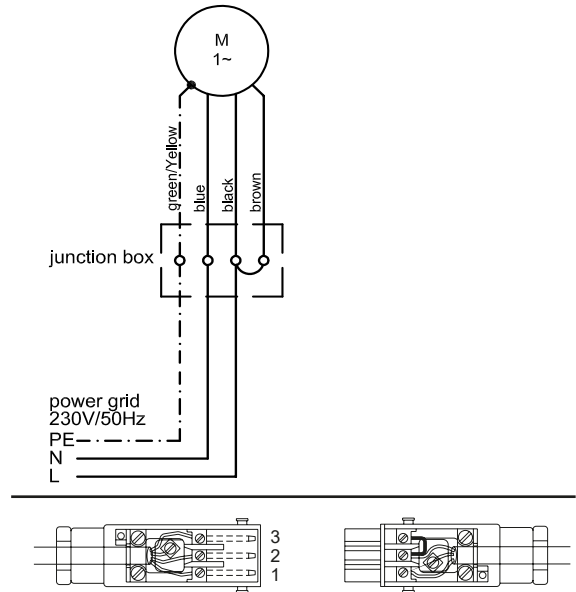 M
1~
green/Yellow
blue
black
brown
junction box
power grid
230V/50Hz
PE
N
L
3
2
1